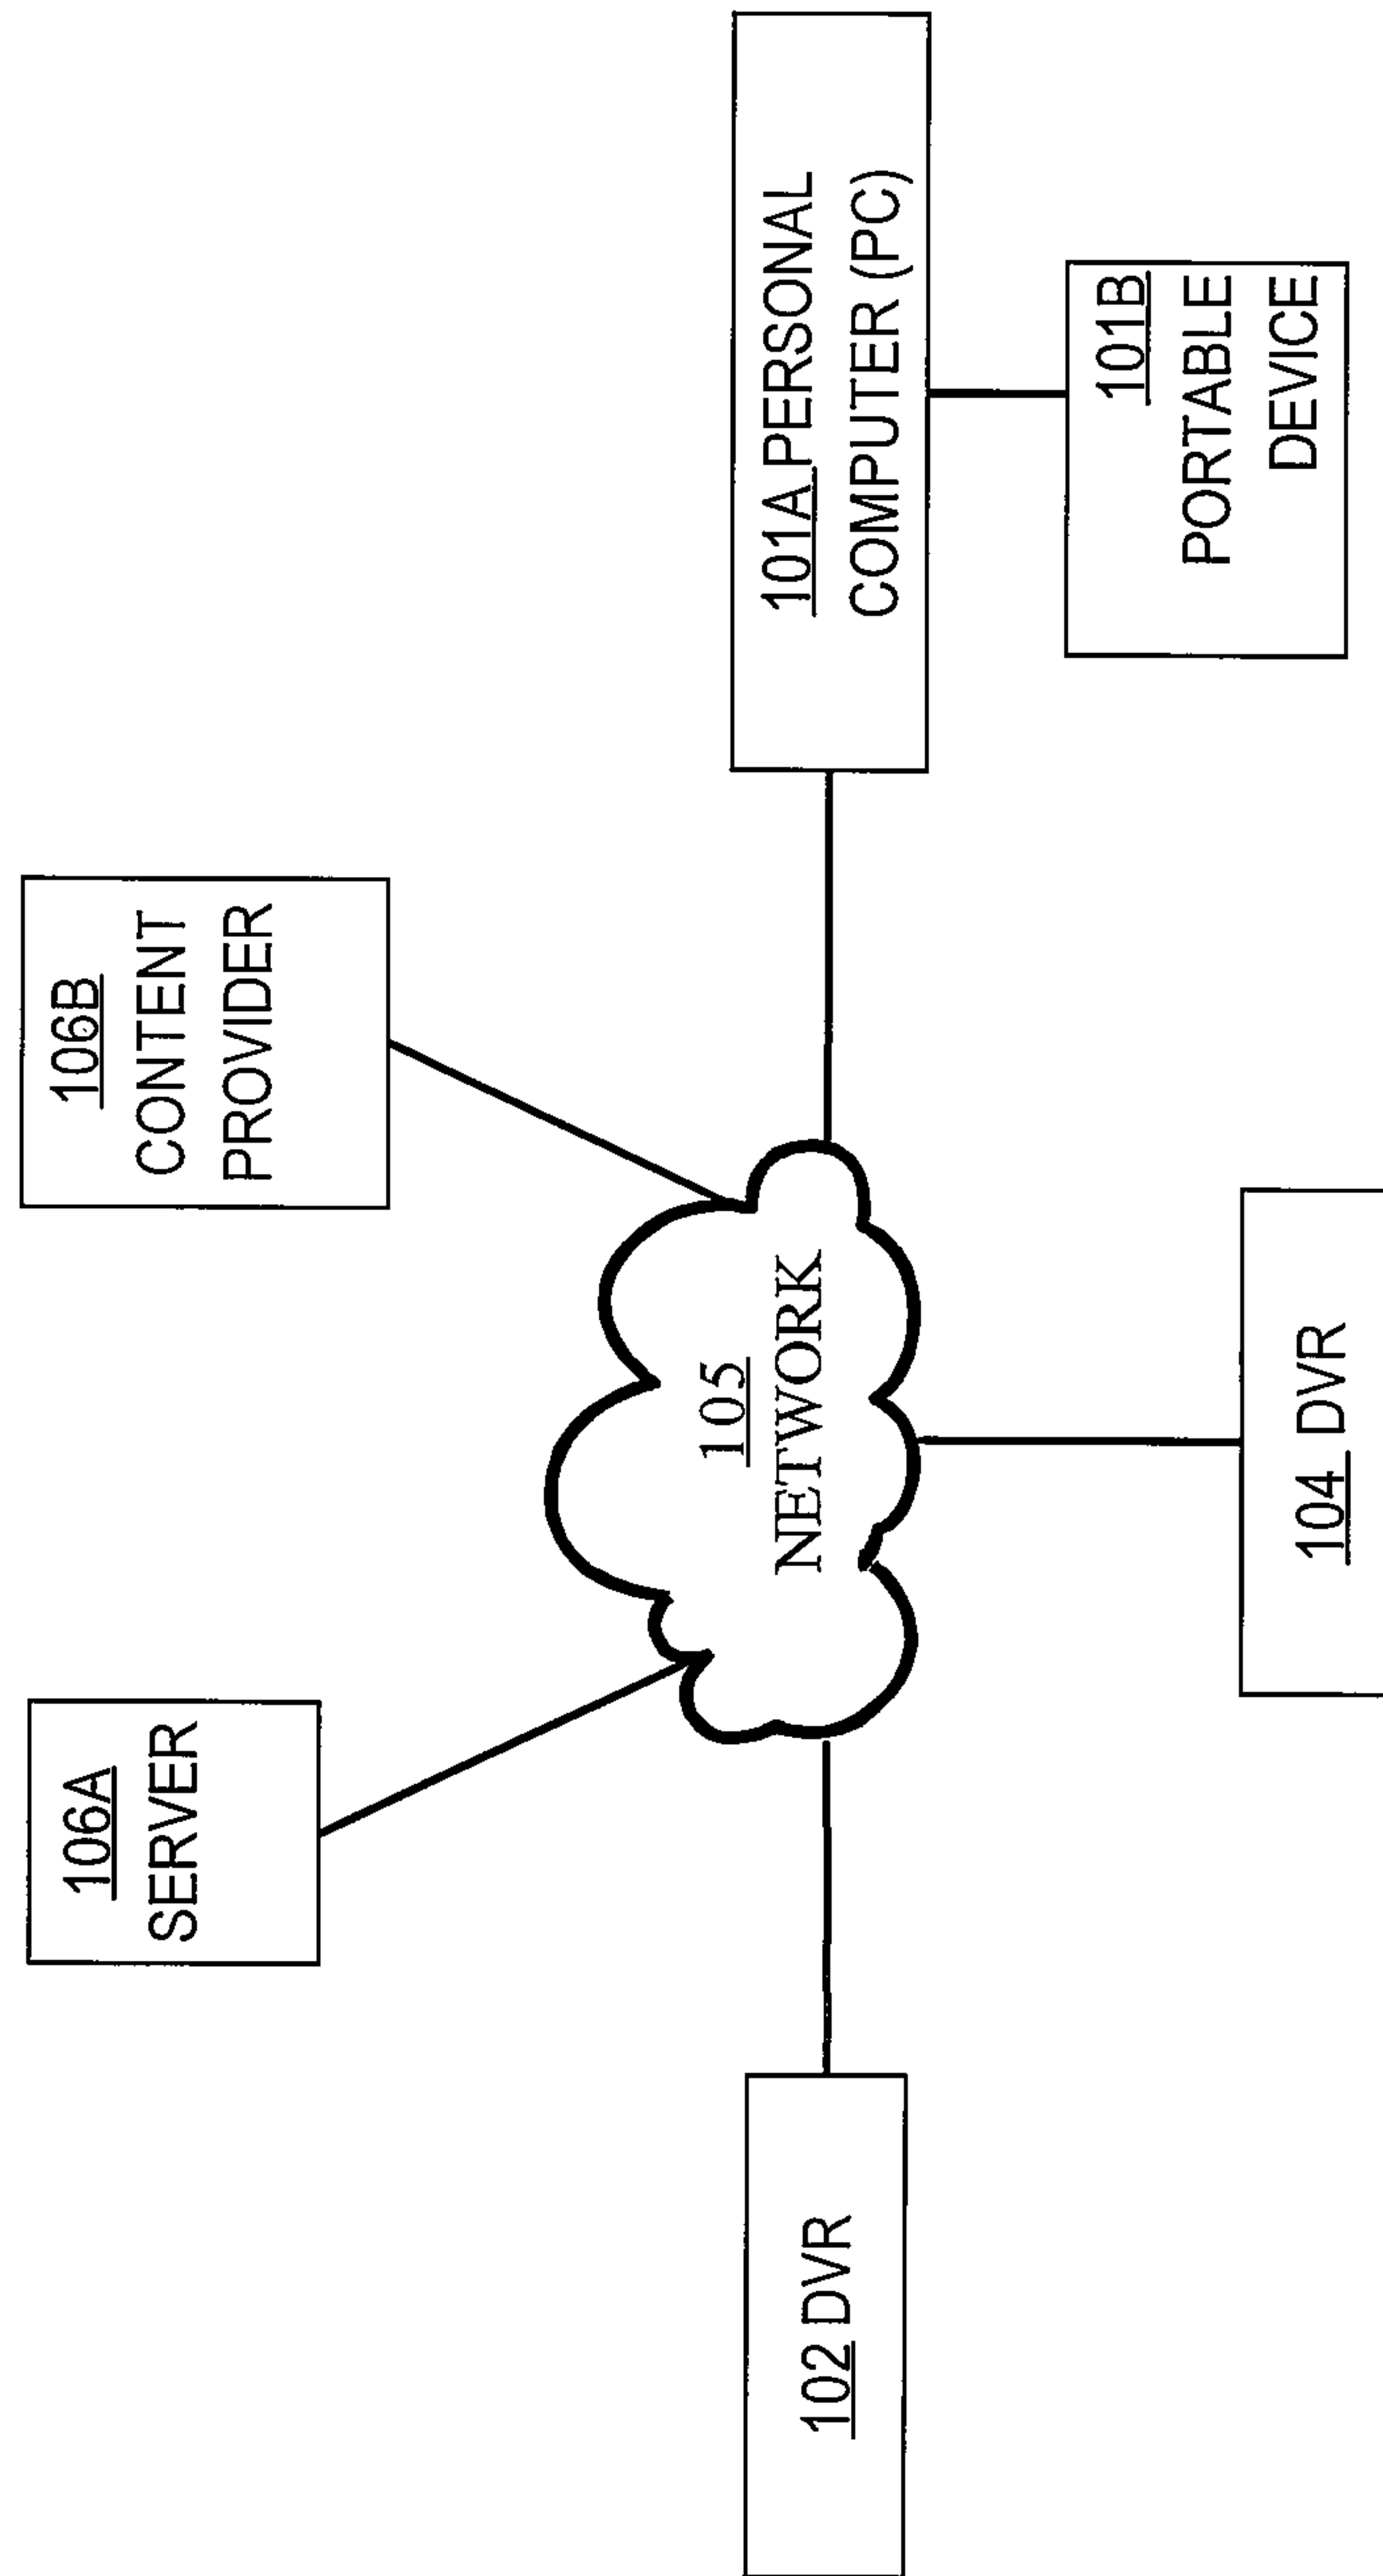 106A
SERVER
106B
CONTENT
PROVIDER
105
NETWORK
102 DVR
101A PERSONAL
COMPUTER (PC)
104 DVR
101B
PORTABLE
DEVICE